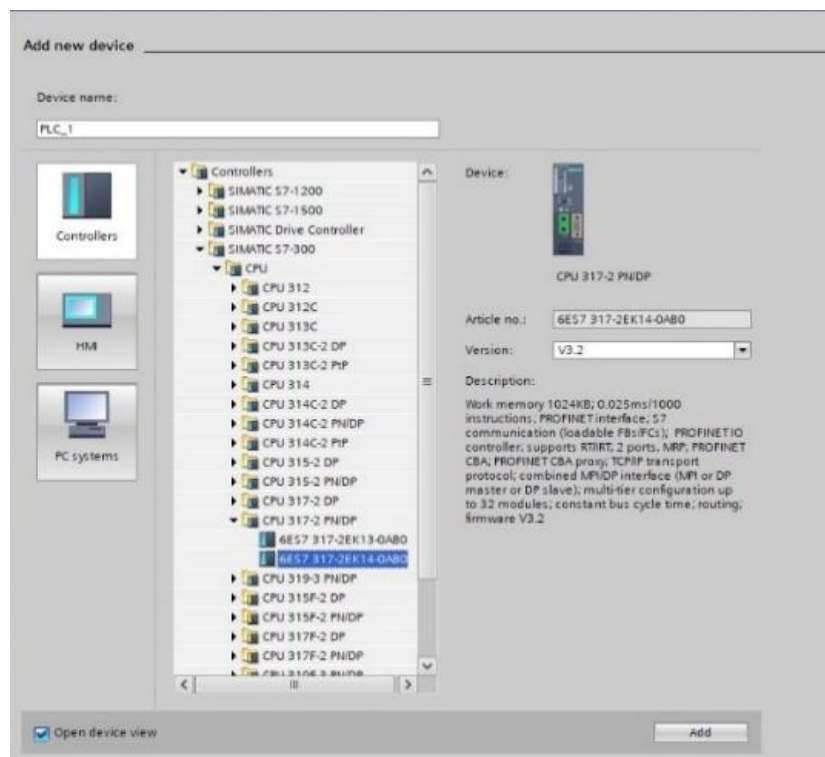 Add new device
Device name:
PLC_1
Controllers
HMI
PC systems
Controllers
SIMATIC S7-1200
SIMATIC S7-1500
SIMATIC Drive Controller
SIMATIC S7-300
CPU
CPU 312
CPU 312C
CPU 313C
CPU 313C-2 DP
CPU 313C-2 PtP
CPU 314
CPU 314C-2 DP
CPU 314C-2 PN/DP
CPU 314C-2 PtP
CPU 315-2 DP
CPU 315-2 PN/DP
CPU 317-2 DP
CPU 317-2 PN/DP
6ES7 317-2EK13-0AB0
6ES7 317-2EK14-0AB0
CPU 319-3 PN/DP
CPU 315F-2 DP
CPU 315F-2 PN/DP
CPU 317F-2 DP
CPU 317F-2 PN/DP
Device:
CPU 317-2 PN/DP
Article no.: 6ES7 317-2EK14-0AB0
Version: V3.2
Description:
Work memory 1024KB; 0.025ms/1000
instructions; PROFINET interface; S7
communication (loadable FBs/FCs); PROFINET IO
controller; supports RT/IRT, 2 ports, MRP, PROFINET
CBA, PROFINET CBA proxy; TCP/IP transport
protocol; combined MPI/DP interface (MPI or DP
master or DP slave); multi-tier configuration up
to 32 modules; constant bus cycle time; routing;
firmware V3.2
Open device view
Add